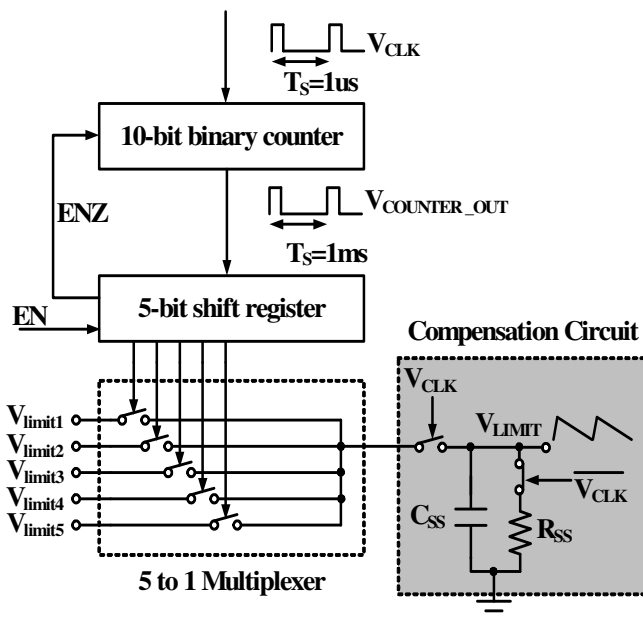 V_CLK
T_S=1us
10-bit binary counter
ENZ
V_COUNTER_OUT
T_S=1ms
5-bit shift register
EN
Compensation Circuit
V_CLK
V_limit1
V_limit2
V_limit3
V_limit4
V_limit5
V_LIMIT
V̅_C̅L̅K̅
C_SS
R_SS
5 to 1 Multiplexer